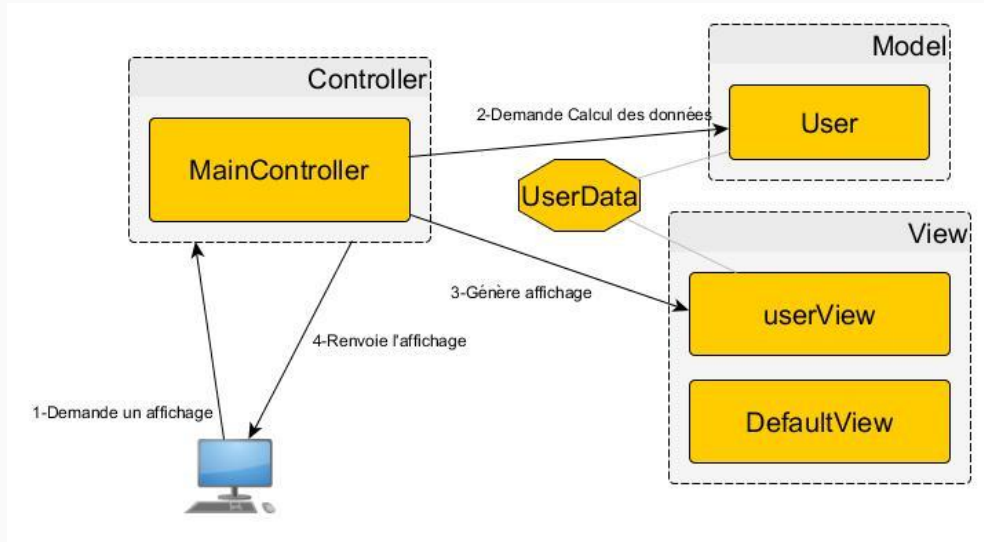 Controller
MainController
Model
User
2-Demande Calcul des données
UserData
View
userView
DefaultView
3-Génère affichage
4-Renvoie l'affichage
1-Demande un affichage